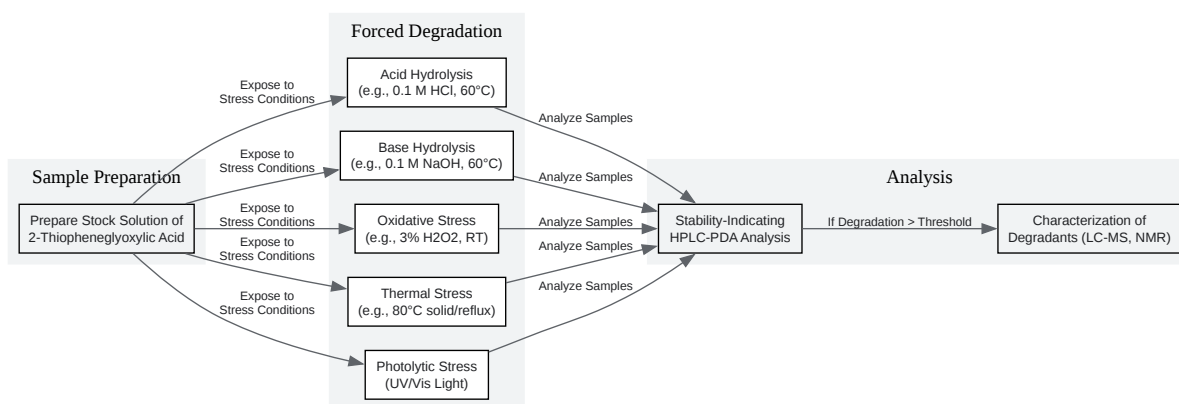 Forced Degradation
Acid Hydrolysis
(e.g., 0.1 M HCl, 60°C)
Expose to
Stress Conditions
Analyze Samples
Base Hydrolysis
(e.g., 0.1 M NaOH, 60°C)
Expose to
Stress Conditions
Analyze Samples
Sample Preparation
Analysis
Prepare Stock Solution of
2-Thiopheneglyoxylic Acid
Expose to
Stress Conditions
Oxidative Stress
(e.g., 3% H2O2, RT)
Analyze Samples
Stability-Indicating
HPLC-PDA Analysis
If Degradation > Threshold
Characterization of
Degradants (LC-MS, NMR)
Expose to
Stress Conditions
Analyze Samples
Thermal Stress
(e.g., 80°C solid/reflux)
Analyze Samples
Expose to
Stress Conditions
Photolytic Stress
(UV/Vis Light)